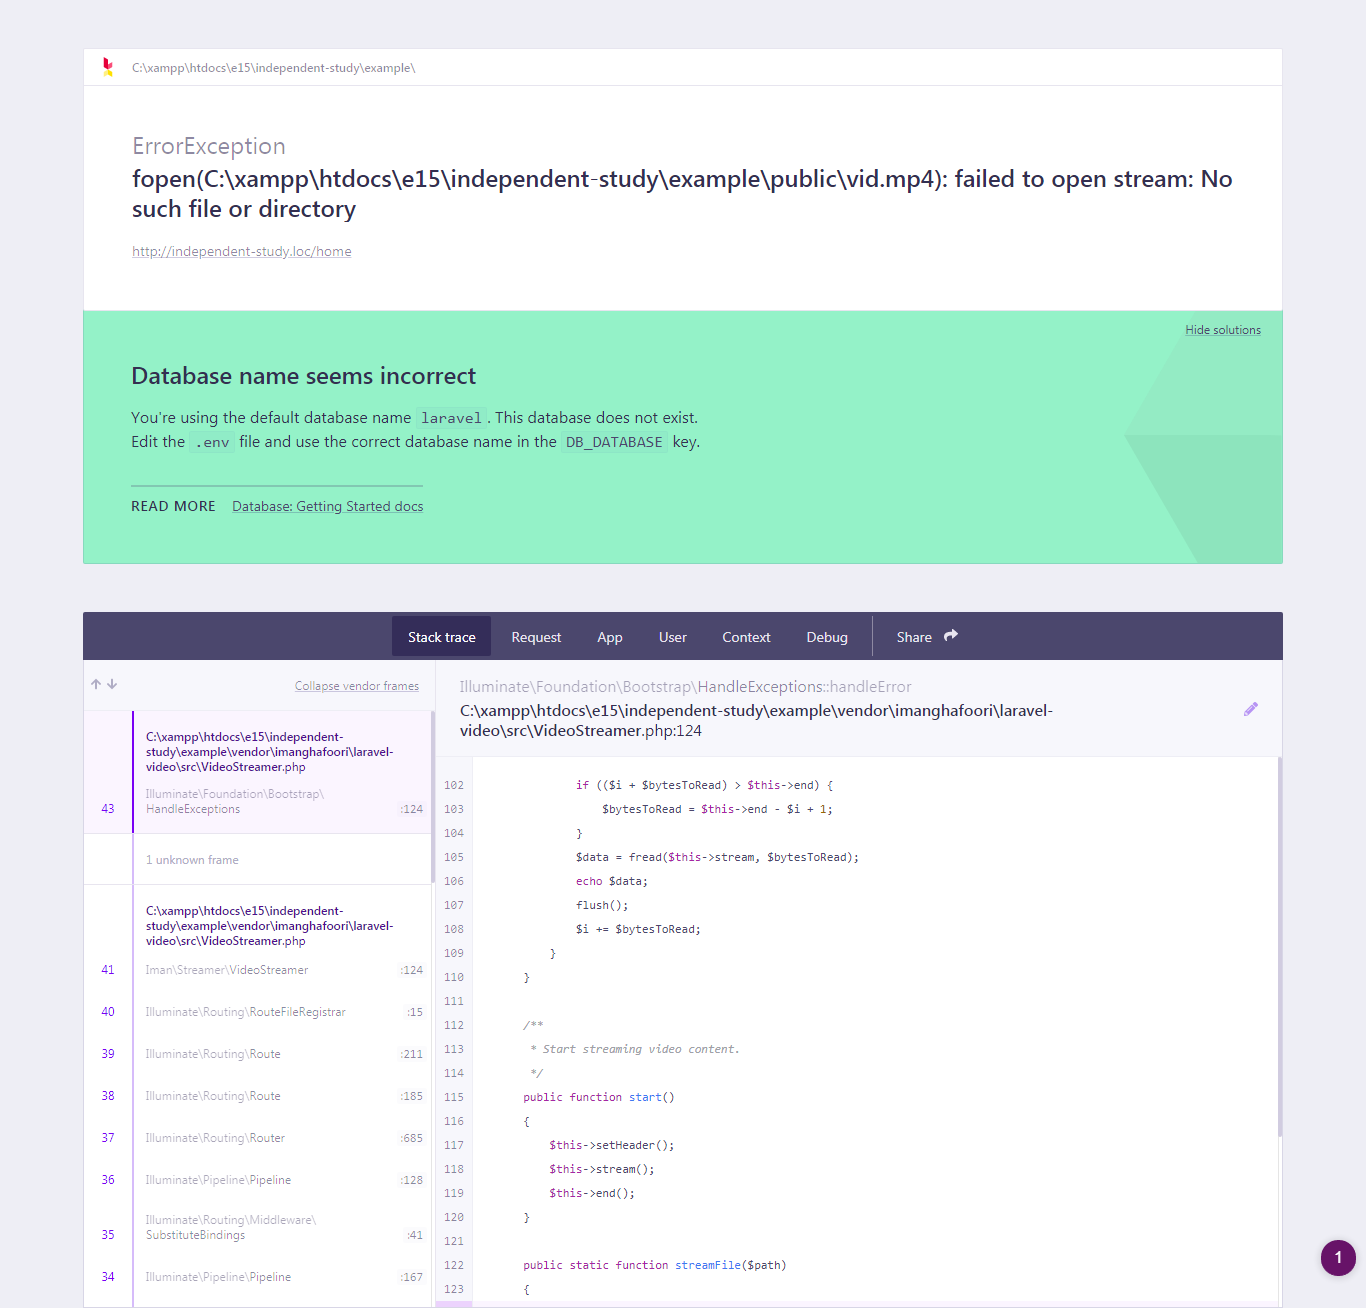 C:\xampp\htdocs\e15\independent-study\example\
ErrorException
fopen(C:\xampp\htdocs\e15\independent-study\example\public\vid.mp4): failed to open stream: No
such file or directory
http://independent-study.loc/home
Hide solutions
Database name seems incorrect
You're using the default database name laravel. This database does not exist.
Edit the .env file and use the correct database name in the DB_DATABASE key.
READ MORE Database: Getting Started docs
Stack trace Request App User Context Debug Share
Collapse vendor frames
C:\xampp\htdocs\e15\independent-
study\example\vendor\imanghafoori\laravel-
video\src\VideoStreamer.php
Illuminate\Foundation\Bootstrap\
43 HandleExceptions :124
1 unknown frame
C:\xampp\htdocs\e15\independent-
study\example\vendor\imanghafoori\laravel-
video\src\VideoStreamer.php
41 Iman\Streamer\VideoStreamer :124
40 Illuminate\Routing\RouteFileRegistrar :15
39 Illuminate\Routing\Route :211
38 Illuminate\Routing\Route :185
37 Illuminate\Routing\Router :685
36 Illuminate\Pipeline\Pipeline :128
Illuminate\Routing\Middleware\
35 SubstituteBindings :41
34 Illuminate\Pipeline\Pipeline :167
Illuminate\Foundation\Bootstrap\HandleExceptions::handleError
C:\xampp\htdocs\e15\independent-study\example\vendor\imanghafoori\laravel-
video\src\VideoStreamer.php:124
102 if (($i + $bytesToRead) > $this->end) {
103 $bytesToRead = $this->end - $i + 1;
104 }
105 $data = fread($this->stream, $bytesToRead);
106 echo $data;
107 flush();
108 $i += $bytesToRead;
109 }
110 }
111
112 /**
113 * Start streaming video content.
114 */
115 public function start()
116 {
117 $this->setHeader();
118 $this->stream();
119 $this->end();
120 }
121
122 public static function streamFile($path)
123 {
1